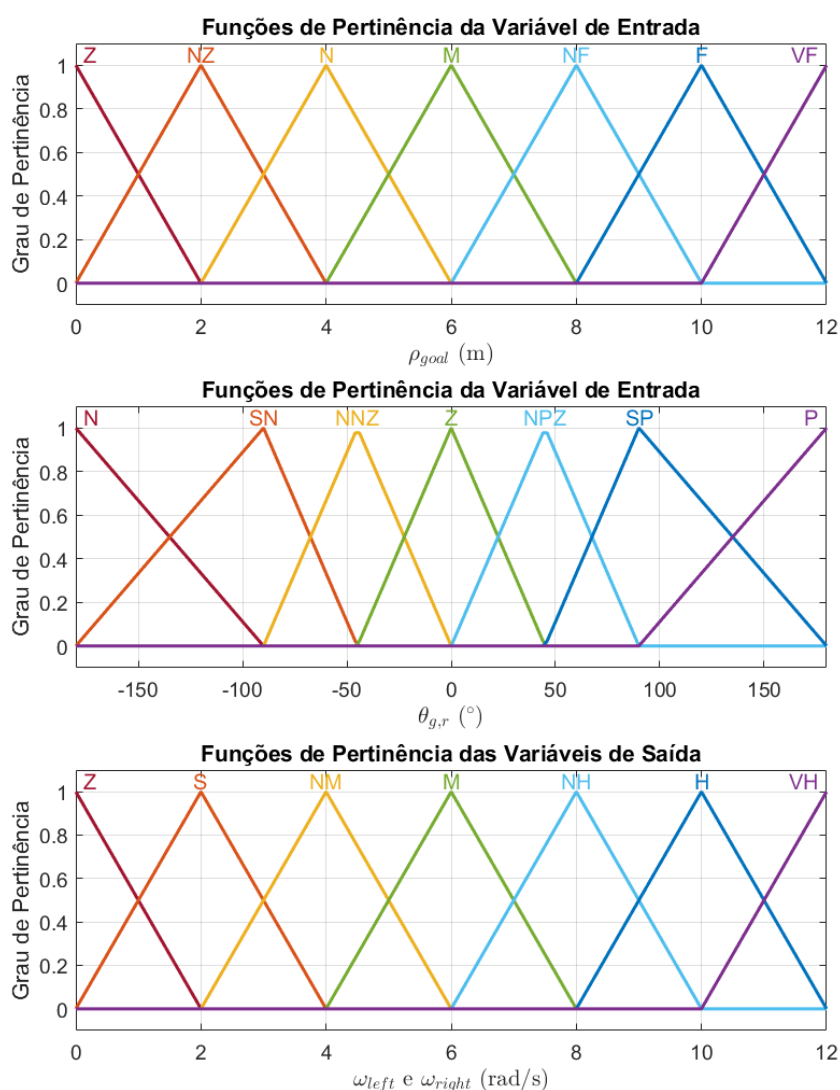 Funções de Pertinência da Variável de Entrada
Z NZ N M NF F VF
1
0.8
0.6
0.4
0.2
0
Grau de Pertinência
0 2 4 6 8 10 12
ρgoal (m)
Funções de Pertinência da Variável de Entrada
N SN NNZ Z NPZ SP P
1
0.8
0.6
0.4
0.2
0
Grau de Pertinência
-150 -100 -50 0 50 100 150
θg,r (°)
Funções de Pertinência das Variáveis de Saída
Z S NM M NH H VH
1
0.8
0.6
0.4
0.2
0
Grau de Pertinência
0 2 4 6 8 10 12
ωleft e ωright (rad/s)